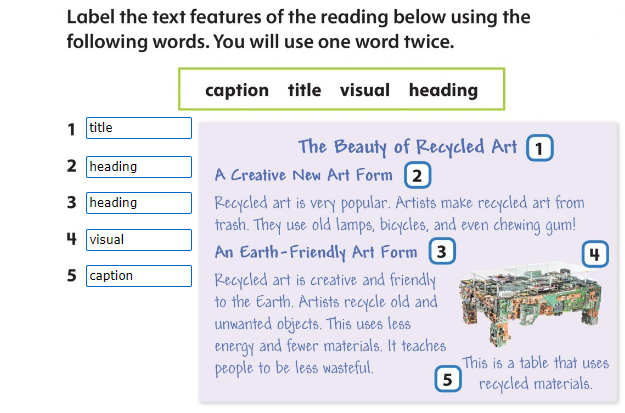 Label the text features of the reading below using the
following words. You will use one word twice.
caption title visual heading
1 title
2 heading
3 heading
4 visual
5 caption
The Beauty of Recycled Art 1
A Creative New Art Form 2
Recycled art is very popular. Artists make recycled art from
trash. They use old lamps, bicycles, and even chewing gum!
An Earth-Friendly Art Form 3
4
Recycled art is creative and friendly
to the Earth. Artists recycle old and
unwanted objects. This uses less
energy and fewer materials. It teaches
people to be less wasteful.
5
This is a table that uses
recycled materials.